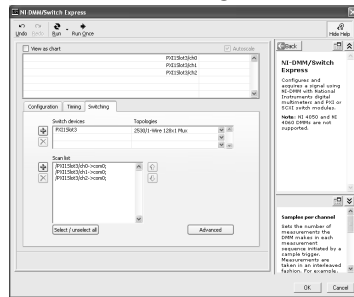 NI-DMM/Switch Express
Undo Redo Run Run Once Hide Help
View as chart Autoscale
PXI1Slot3/ch0
PXI1Slot3/ch1
PXI1Slot3/ch2
Configuration Timing Switching
Switch devices Topologies
PXI1Slot3 2530/1-Wire 128x1 Mux
Scan list
/PXI1Slot3/ch0->com0;
/PXI1Slot3/ch1->com0;
/PXI1Slot3/ch2->com0;
Select / unselect all Advanced
Back
NI-DMM/Switch
Express
Configures and
acquires a signal using
NI-DMM with National
Instruments digital
multimeters and PXI or
SCXI switch modules.
Note: NI 4050 and NI
4060 DMMs are not
supported.
Samples per channel
Sets the number of
measurements the
DMM makes in each
measurement
sequence initiated by a
sample trigger.
Measurements are
taken in an interleaved
fashion. For example,
OK Cancel